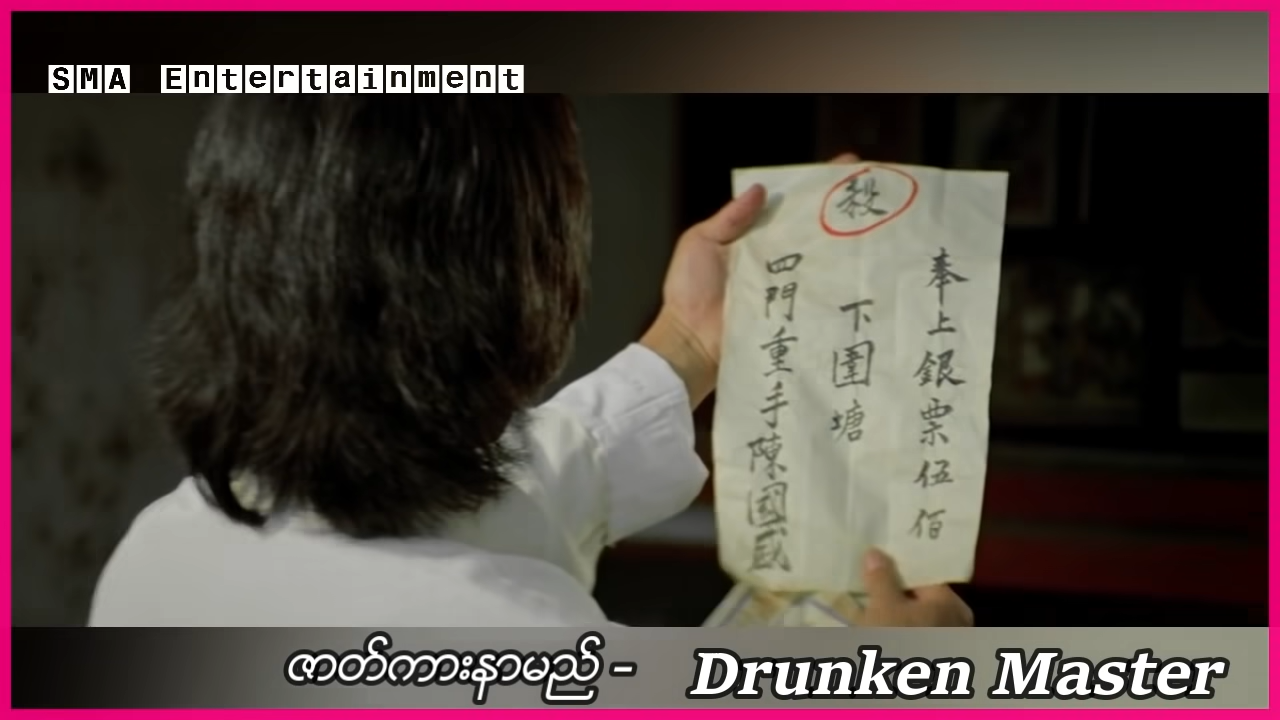 SMA Entertainment
殺
奉上銀票伍佰
下圍塘
四門重手陳國威
ဇာတ်ကားနာမည် -
Drunken Master